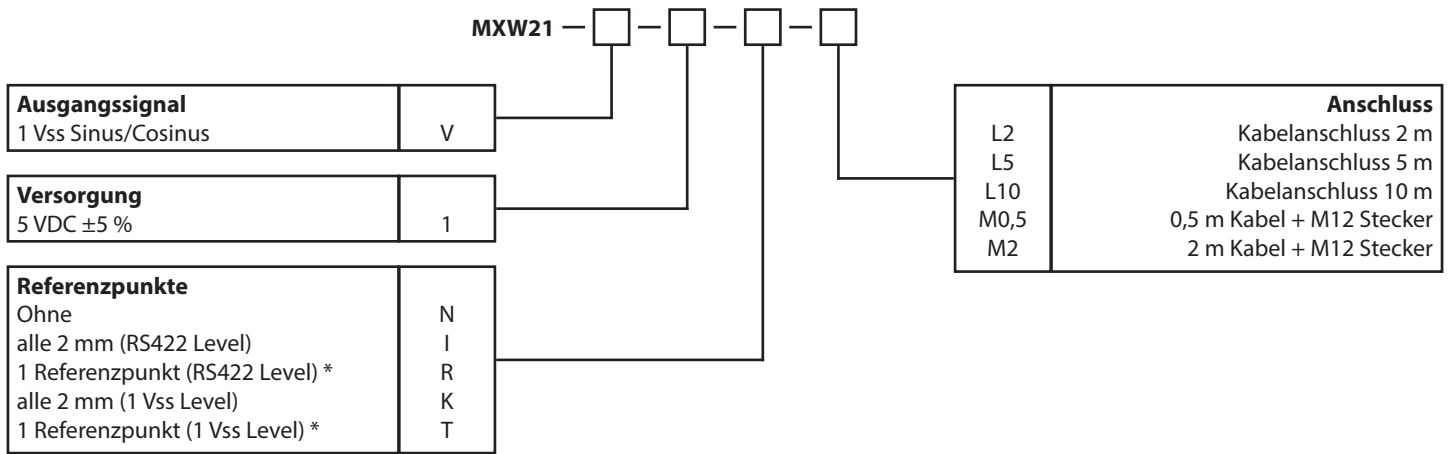 MXW21
Ausgangssignal
1 Vss Sinus/Cosinus V
Versorgung
5 VDC ±5 % 1
Referenzpunkte
Ohne N
alle 2 mm (RS422 Level) I
1 Referenzpunkt (RS422 Level) * R
alle 2 mm (1 Vss Level) K
1 Referenzpunkt (1 Vss Level) * T
Anschluss
L2 Kabelanschluss 2 m
L5 Kabelanschluss 5 m
L10 Kabelanschluss 10 m
M0,5 0,5 m Kabel + M12 Stecker
M2 2 m Kabel + M12 Stecker